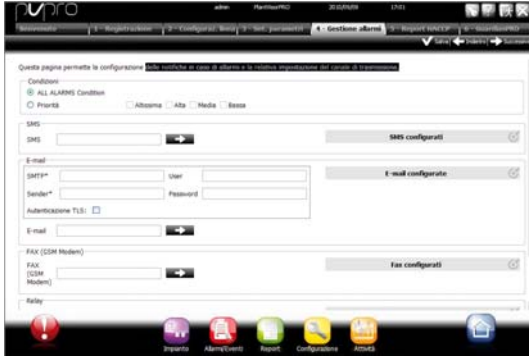 pvpro
admin PlantVisorPRO 2010/09/09 17:01
Benvenuto 1 - Registrazione 2 - Configuraz. linea 3 - Set. parametri 4 - Gestione allarmi 5 - Report HACCP 6 - GuardianPRO
Salva Indietro Successivo
Questa pagina permette la configurazione delle notifiche in caso di allarme e la relativa impostazione del canale di trasmissione.
Condizioni
ALL ALARMS Condition
Priorità Altissima Alta Media Bassa
SMS
SMS SMS configurati
E-mail
SMTP* User E-mail configurate
Sender* Password
Autenticazione TLS:
E-mail
FAX (GSM Modem)
FAX (GSM Modem) Fax configurati
Relay
Impianto Allarmi/Eventi Report Configurazione Attività